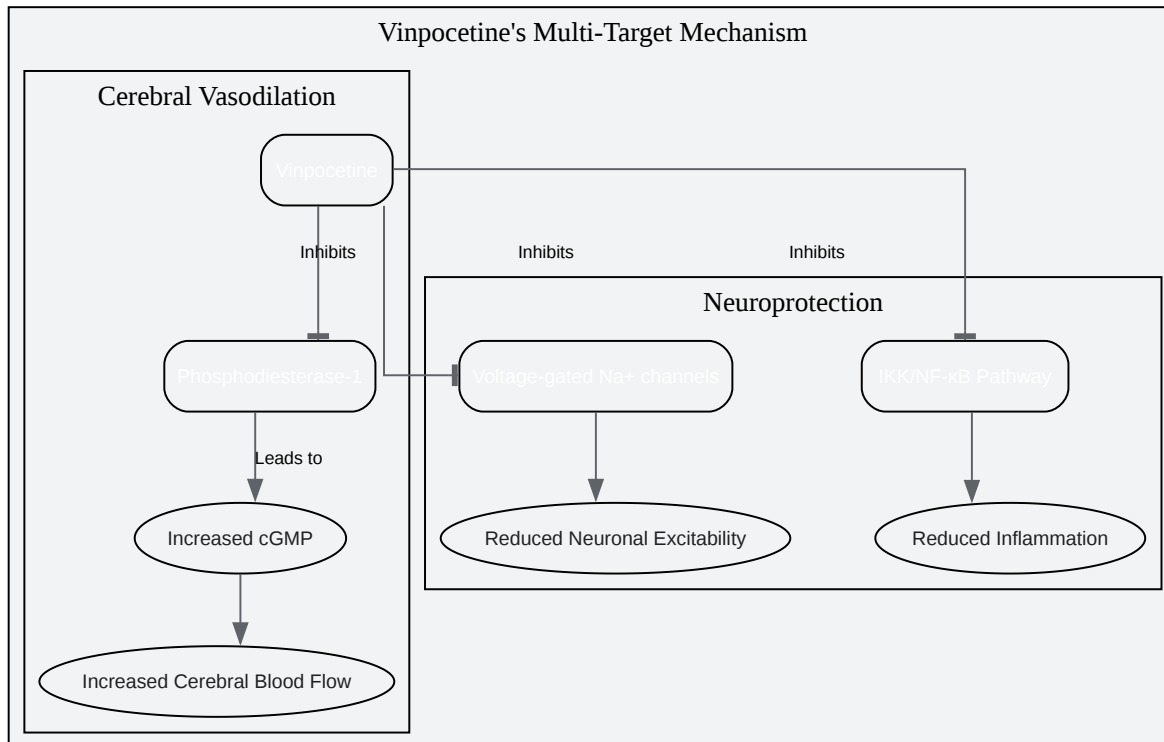 Vinpocetine's Multi-Target Mechanism
Cerebral Vasodilation
Vinpocetine
Inhibits
Inhibits
Inhibits
Neuroprotection
Phosphodiesterase-1
Voltage-gated Na+ channels
IKK/NF-κB Pathway
Leads to
Increased cGMP
Reduced Neuronal Excitability
Reduced Inflammation
Increased Cerebral Blood Flow